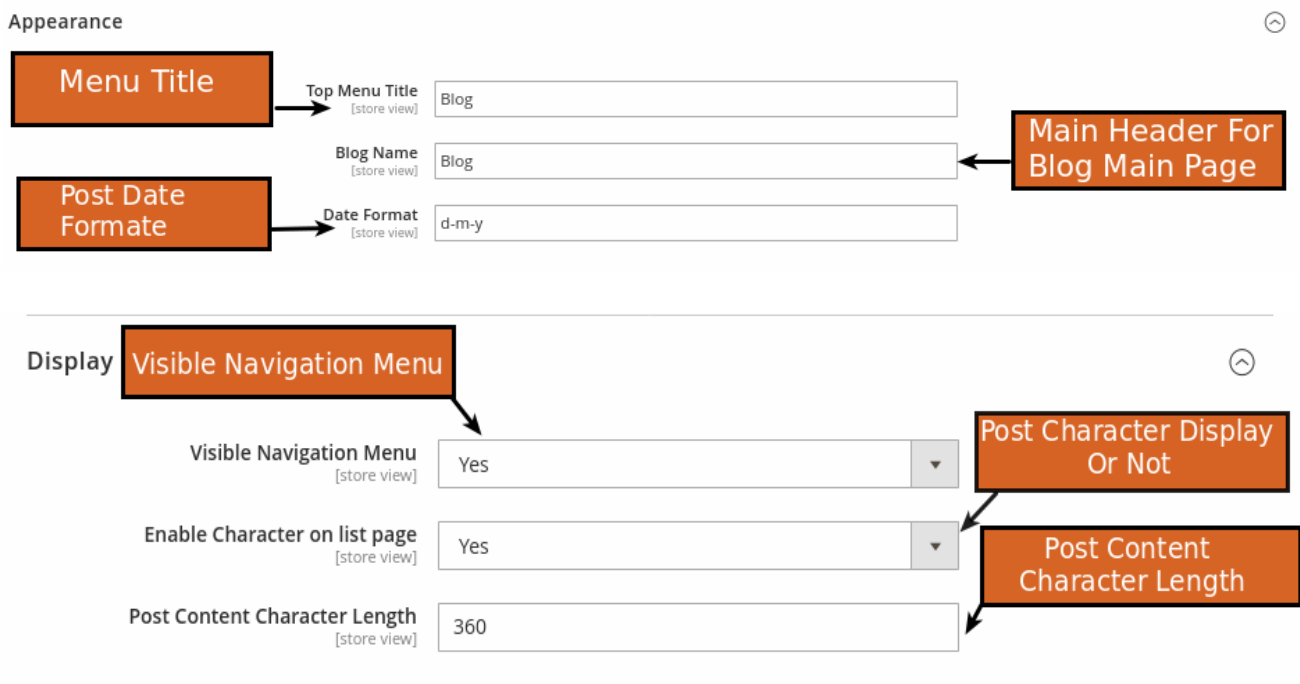 Appearance
Menu Title
Top Menu Title
[store view]
Blog
Main Header For
Blog Main Page
Blog Name
[store view]
Blog
Post Date
Formate
Date Format
[store view]
d-m-y
Display
Visible Navigation Menu
Visible Navigation Menu
[store view]
Yes
Post Character Display
Or Not
Enable Character on list page
[store view]
Yes
Post Content
Character Length
Post Content Character Length
[store view]
360